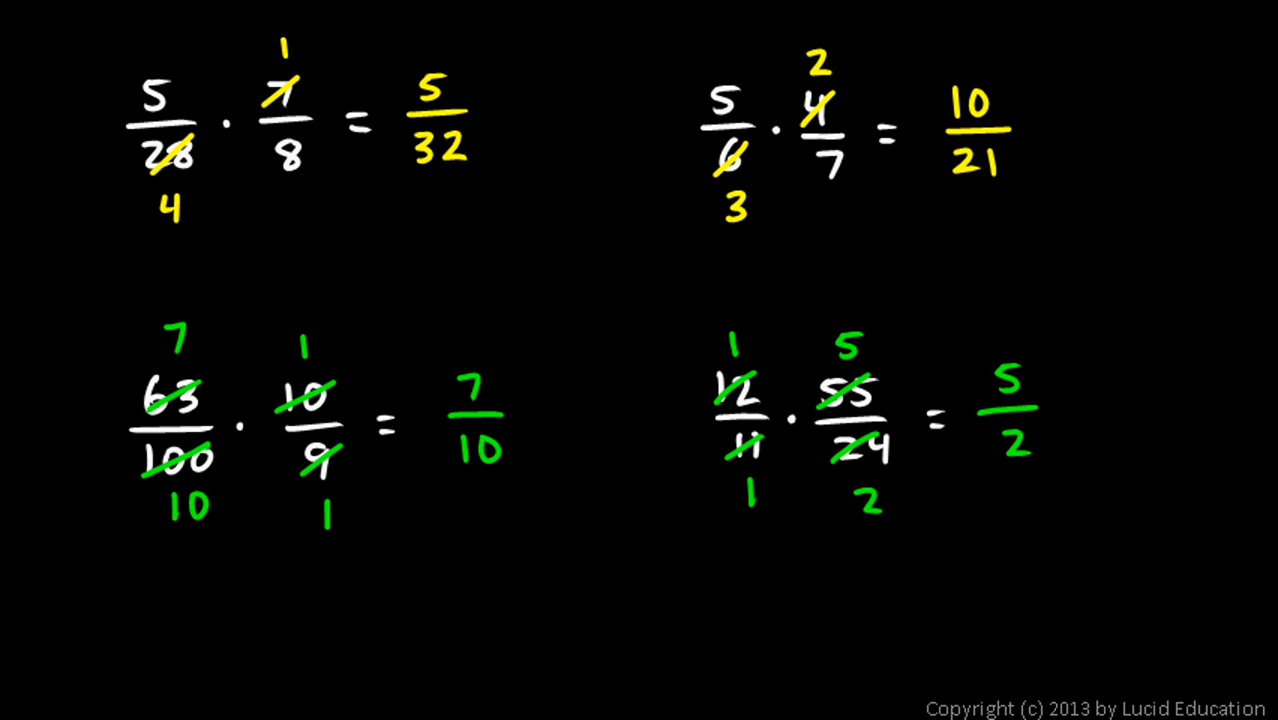 1 2
5/28 · 7/8 = 5/32 5/6 · 4/7 = 10/21
4 3
7 1 1 5
63/100 · 10/9 = 7/10 12/11 · 55/24 = 5/2
10 1 1 2
Copyright (c) 2013 by Lucid Education